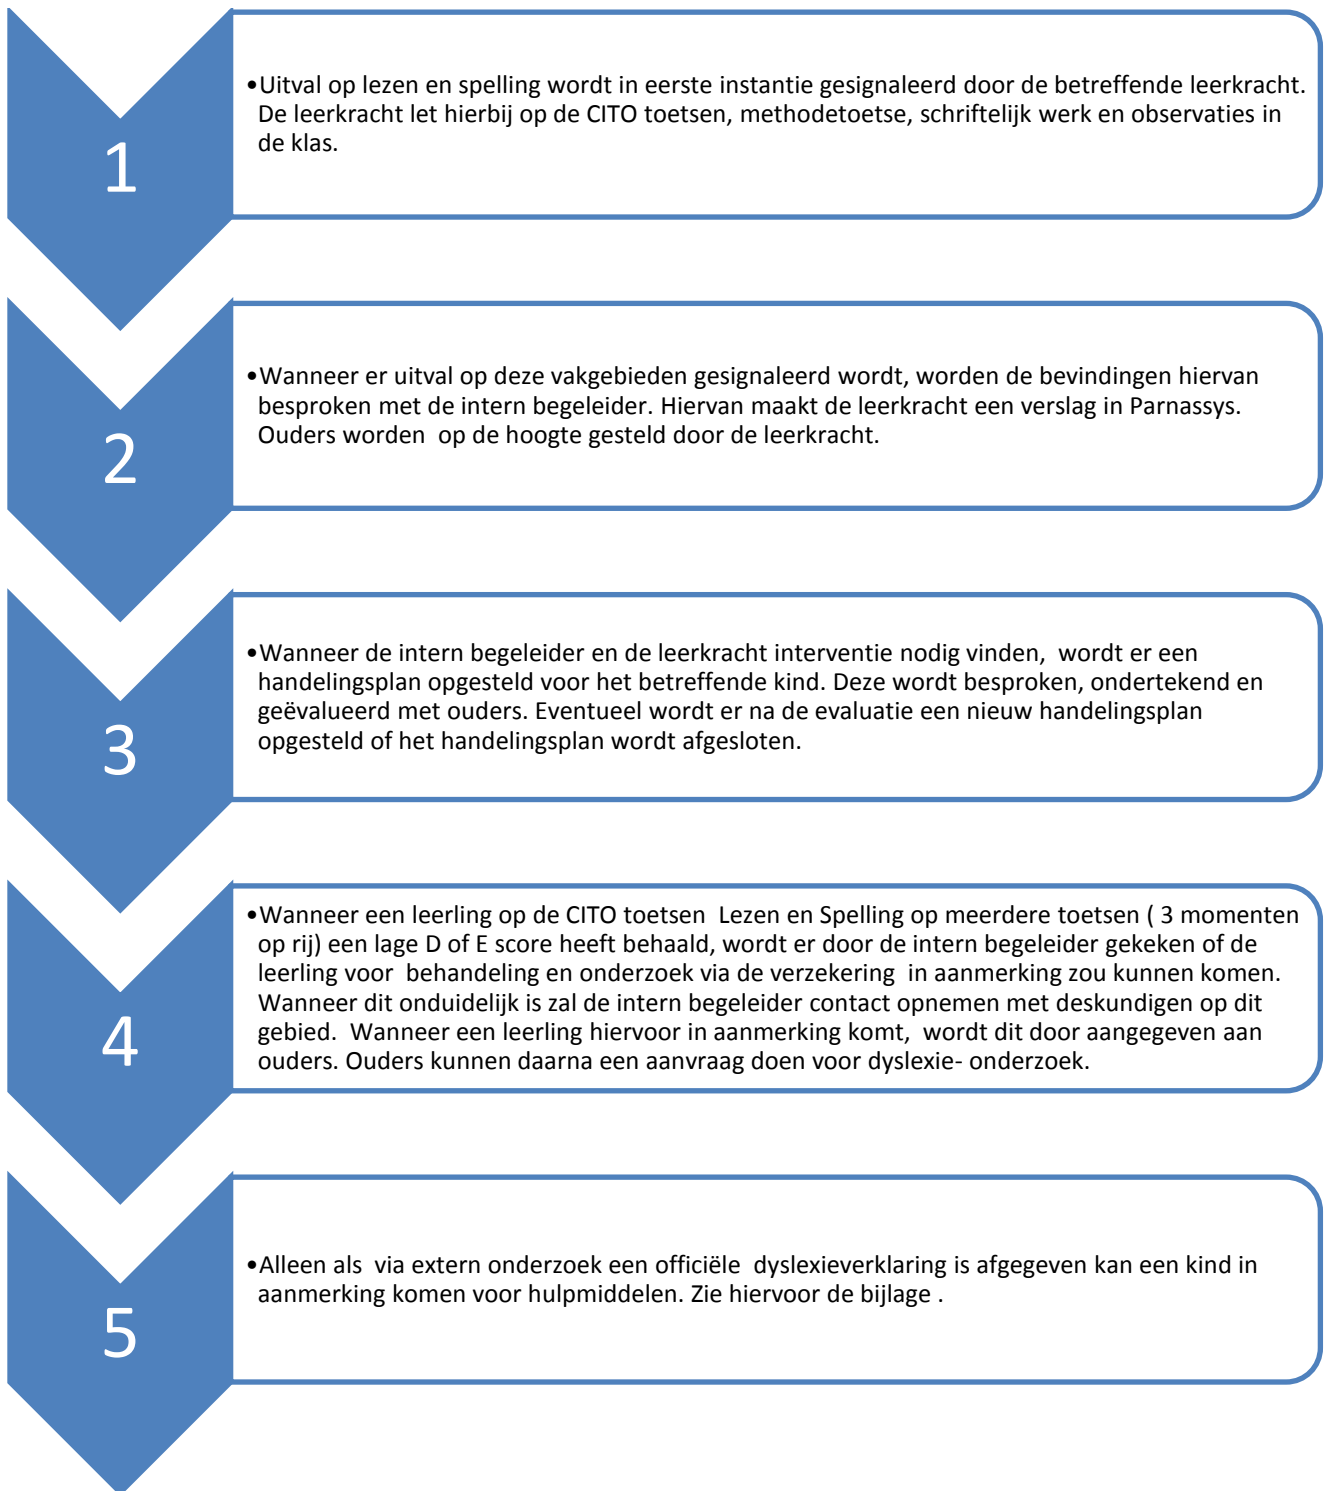 1
•Uitval op lezen en spelling wordt in eerste instantie gesignaleerd door de betreffende leerkracht.
De leerkracht let hierbij op de CITO toetsen, methodetoetse, schriftelijk werk en observaties in
de klas.
2
•Wanneer er uitval op deze vakgebieden gesignaleerd wordt, worden de bevindingen hiervan
besproken met de intern begeleider. Hiervan maakt de leerkracht een verslag in Parnassys.
Ouders worden  op de hoogte gesteld door de leerkracht.
3
•Wanneer de intern begeleider en de leerkracht interventie nodig vinden,  wordt er een
handelingsplan opgesteld voor het betreffende kind. Deze wordt besproken, ondertekend en
geëvalueerd met ouders. Eventueel wordt er na de evaluatie een nieuw handelingsplan
opgesteld of het handelingsplan wordt afgesloten.
4
•Wanneer een leerling op de CITO toetsen  Lezen en Spelling op meerdere toetsen ( 3 momenten
op rij) een lage D of E score heeft behaald, wordt er door de intern begeleider gekeken of de
leerling voor  behandeling en onderzoek via de verzekering  in aanmerking zou kunnen komen.
Wanneer dit onduidelijk is zal de intern begeleider contact opnemen met deskundigen op dit
gebied.  Wanneer een leerling hiervoor in aanmerking komt,  wordt dit door aangegeven aan
ouders. Ouders kunnen daarna een aanvraag doen voor dyslexie- onderzoek.
5
•Alleen als  via extern onderzoek een officiële  dyslexieverklaring is afgegeven kan een kind in
aanmerking komen voor hulpmiddelen. Zie hiervoor de bijlage .